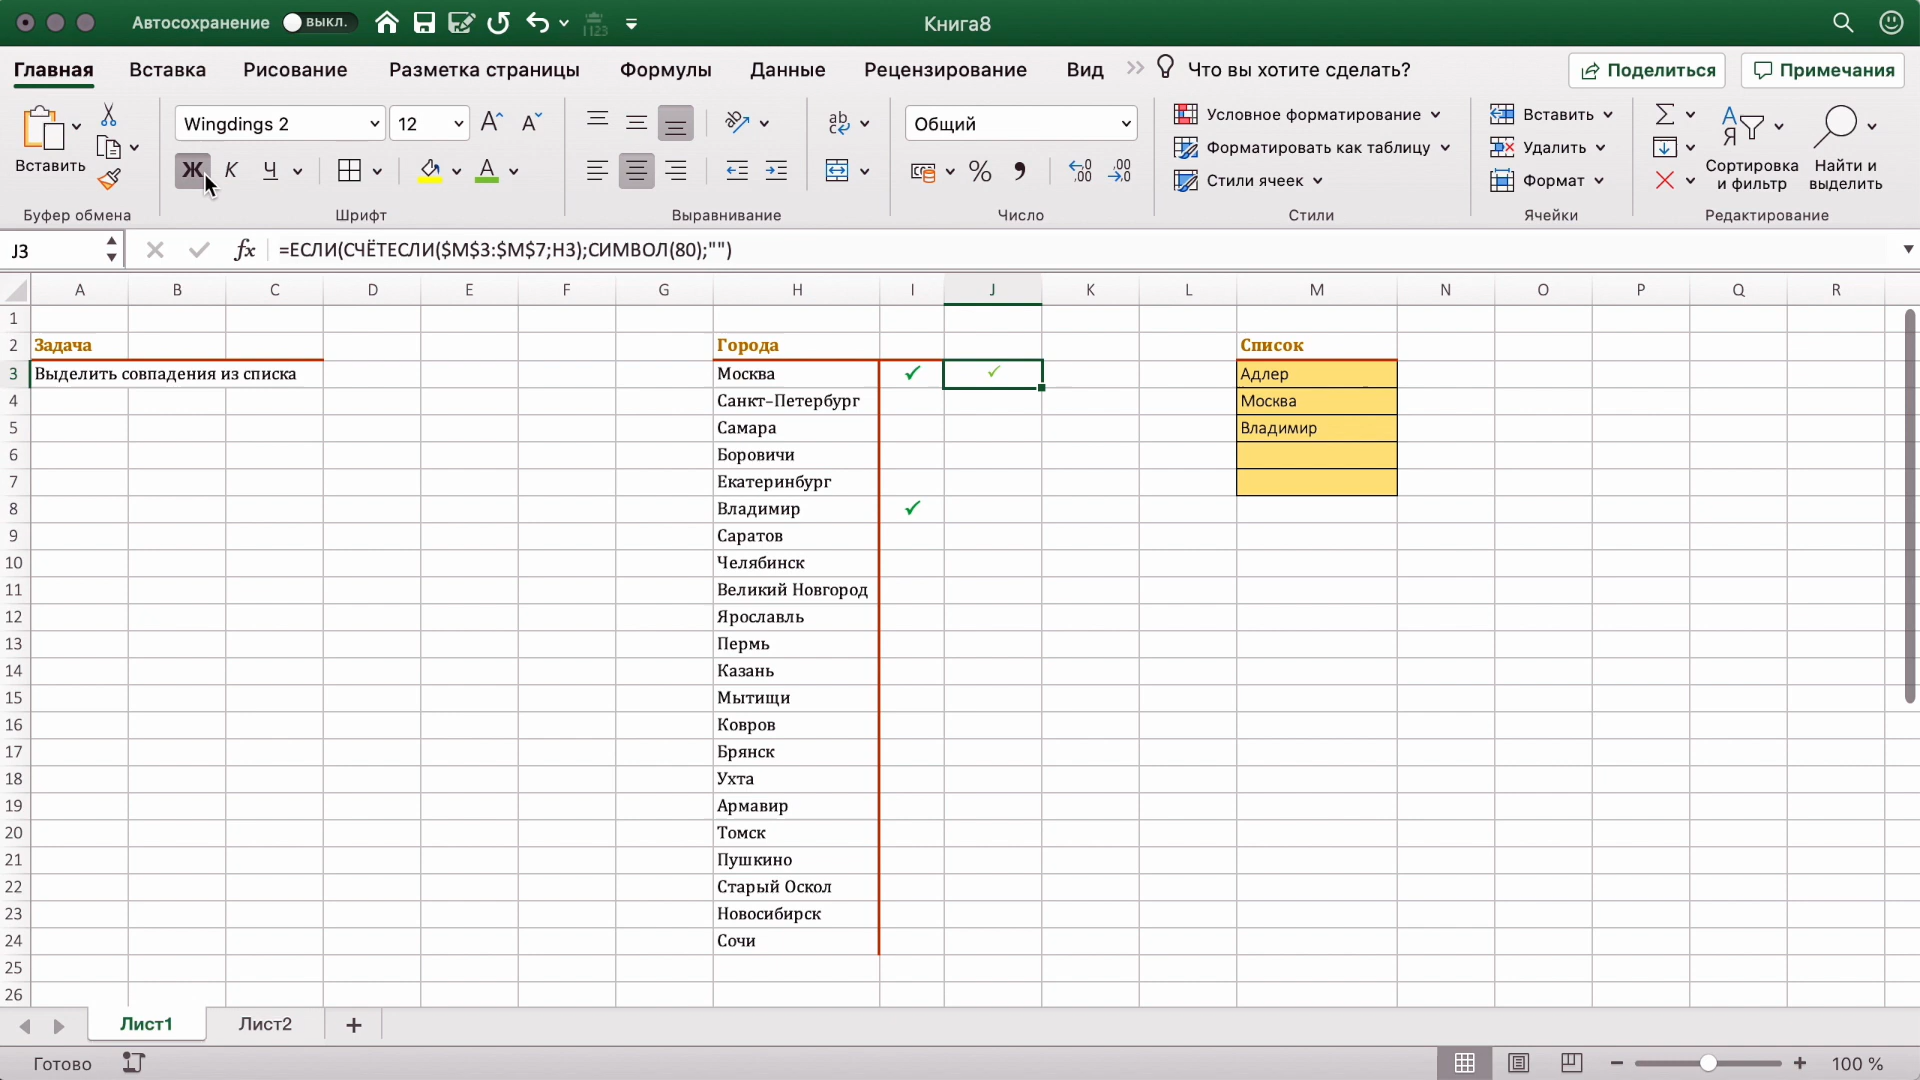 Автосохранение выкл.
Книга8
Главная Вставка Рисование Разметка страницы Формулы Данные Рецензирование Вид Что вы хотите сделать? Поделиться Примечания
Wingdings 2 12 Общий
Вставить
Ж К Ч
Условное форматирование
Форматировать как таблицу
Стили ячеек
Вставить
Удалить
Формат
Сортировка и фильтр
Найти и выделить
Буфер обмена Шрифт Выравнивание Число Стили Ячейки Редактирование
J3 fx =ЕСЛИ(СЧЁТЕСЛИ($M$3:$M$7;H3);СИМВОЛ(80);"")
A B C D E F G H I J K L M N O P Q R
1
2 Задача Города Список
3 Выделить совпадения из списка Москва ✓ ✓ Адлер
4 Санкт-Петербург Москва
5 Самара Владимир
6 Боровичи
7 Екатеринбург
8 Владимир ✓
9 Саратов
10 Челябинск
11 Великий Новгород
12 Ярославль
13 Пермь
14 Казань
15 Мытищи
16 Ковров
17 Брянск
18 Ухта
19 Армавир
20 Томск
21 Пушкино
22 Старый Оскол
23 Новосибирск
24 Сочи
25
26
Лист1 Лист2 +
Готово 100 %